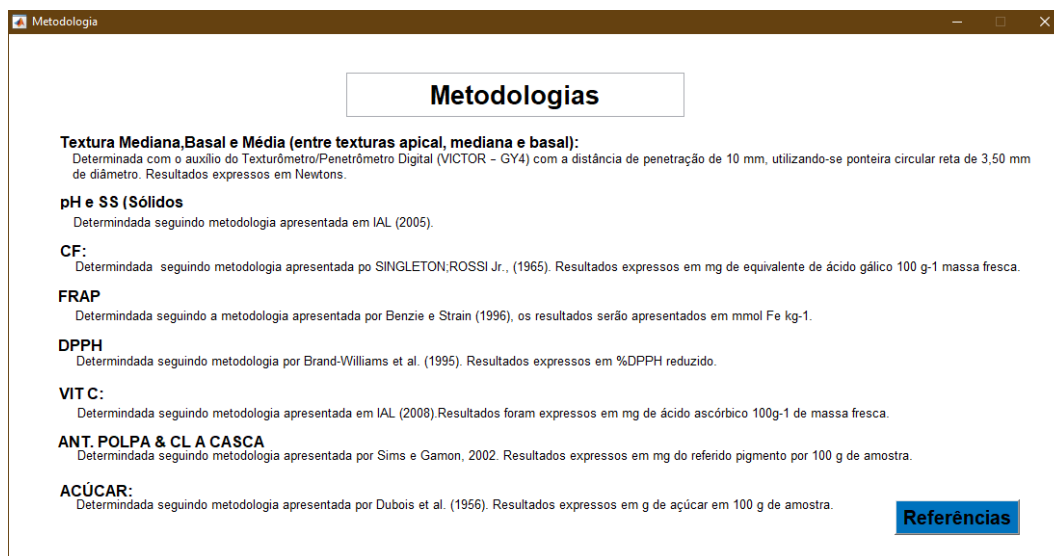 Metodologia
Metodologias
Textura Mediana,Basal e Média (entre texturas apical, mediana e basal):
Determinada com o auxílio do Texturômetro/Penetrômetro Digital (VICTOR – GY4) com a distância de penetração de 10 mm, utilizando-se ponteira circular reta de 3,50 mm
de diâmetro. Resultados expressos em Newtons.
pH e SS (Sólidos
Determindada seguindo metodologia apresentada em IAL (2005).
CF:
Determindada seguindo metodologia apresentada po SINGLETON;ROSSI Jr., (1965). Resultados expressos em mg de equivalente de ácido gálico 100 g-1 massa fresca.
FRAP
Determindada seguindo a metodologia apresentada por Benzie e Strain (1996), os resultados serão apresentados em mmol Fe kg-1.
DPPH
Determindada seguindo metodologia por Brand-Williams et al. (1995). Resultados expressos em %DPPH reduzido.
VIT C:
Determindada seguindo metodologia apresentada em IAL (2008).Resultados foram expressos em mg de ácido ascórbico 100g-1 de massa fresca.
ANT. POLPA & CL A CASCA
Determindada seguindo metodologia apresentada por Sims e Gamon, 2002. Resultados expressos em mg do referido pigmento por 100 g de amostra.
AÇÚCAR:
Determindada seguindo metodologia apresentada por Dubois et al. (1956). Resultados expressos em g de açúcar em 100 g de amostra.
Referências